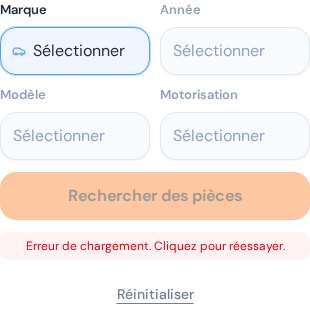 Marque Année
Sélectionner Sélectionner
Modèle Motorisation
Sélectionner Sélectionner
Rechercher des pièces
Erreur de chargement. Cliquez pour réessayer.
Réinitialiser